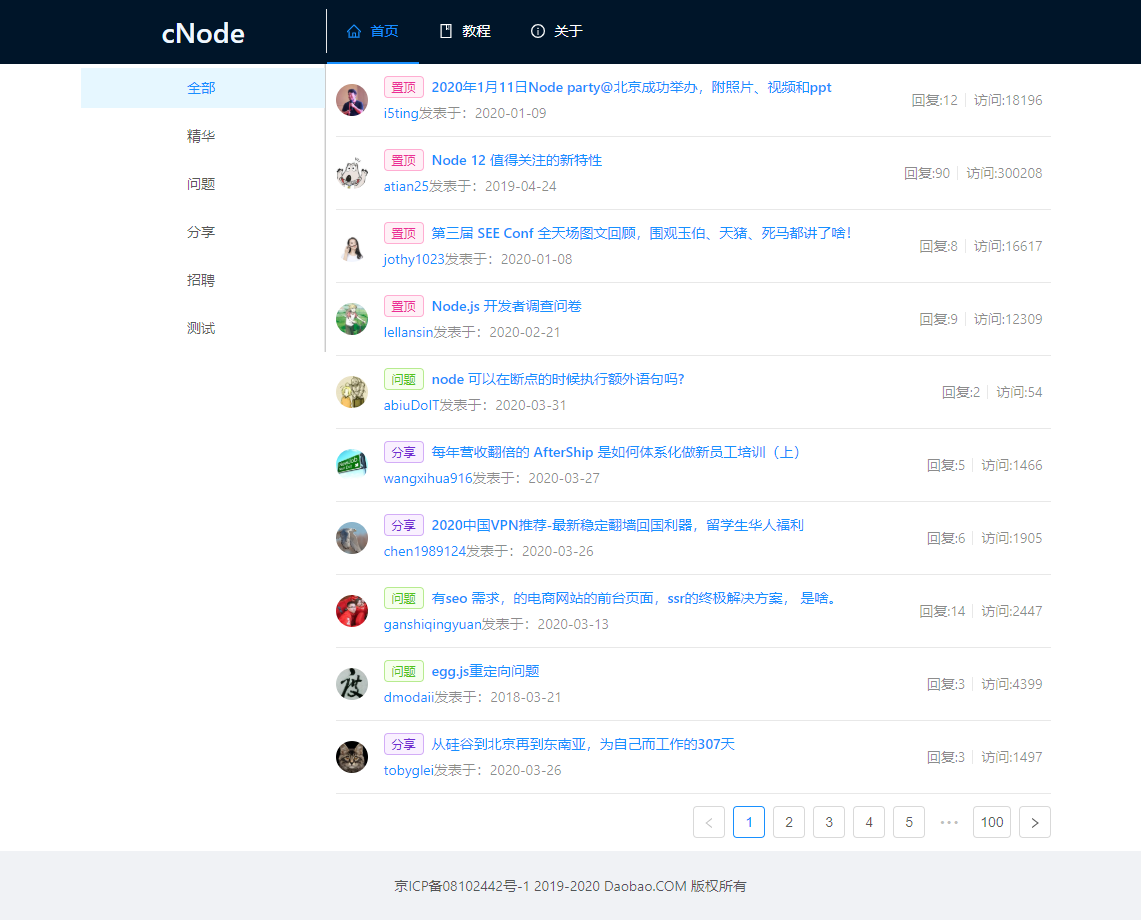 cNode 首页 教程 关于
全部
精华
问题
分享
招聘
测试
置顶 2020年1月11日Node party@北京成功举办，附照片、视频和ppt
i5ting发表于：2020-01-09
回复:12 访问:18196
置顶 Node 12 值得关注的新特性
atian25发表于：2019-04-24
回复:90 访问:300208
置顶 第三届 SEE Conf 全天场图文回顾，围观玉伯、天猪、死马都讲了啥！
jothy1023发表于：2020-01-08
回复:8 访问:16617
置顶 Node.js 开发者调查问卷
lellansin发表于：2020-02-21
回复:9 访问:12309
问题 node 可以在断点的时候执行额外语句吗?
abiuDoIT发表于：2020-03-31
回复:2 访问:54
分享 每年营收翻倍的 AfterShip 是如何体系化做新员工培训（上）
wangxihua916发表于：2020-03-27
回复:5 访问:1466
分享 2020中国VPN推荐-最新稳定翻墙回国利器，留学生华人福利
chen1989124发表于：2020-03-26
回复:6 访问:1905
问题 有seo 需求，的电商网站的前台页面，ssr的终极解决方案， 是啥。
ganshiqingyuan发表于：2020-03-13
回复:14 访问:2447
问题 egg.js重定向问题
dmodaii发表于：2018-03-21
回复:3 访问:4399
分享 从硅谷到北京再到东南亚，为自己而工作的307天
tobyglei发表于：2020-03-26
回复:3 访问:1497
< 1 2 3 4 5 ••• 100 >
京ICP备08102442号-1 2019-2020 Daobao.COM 版权所有